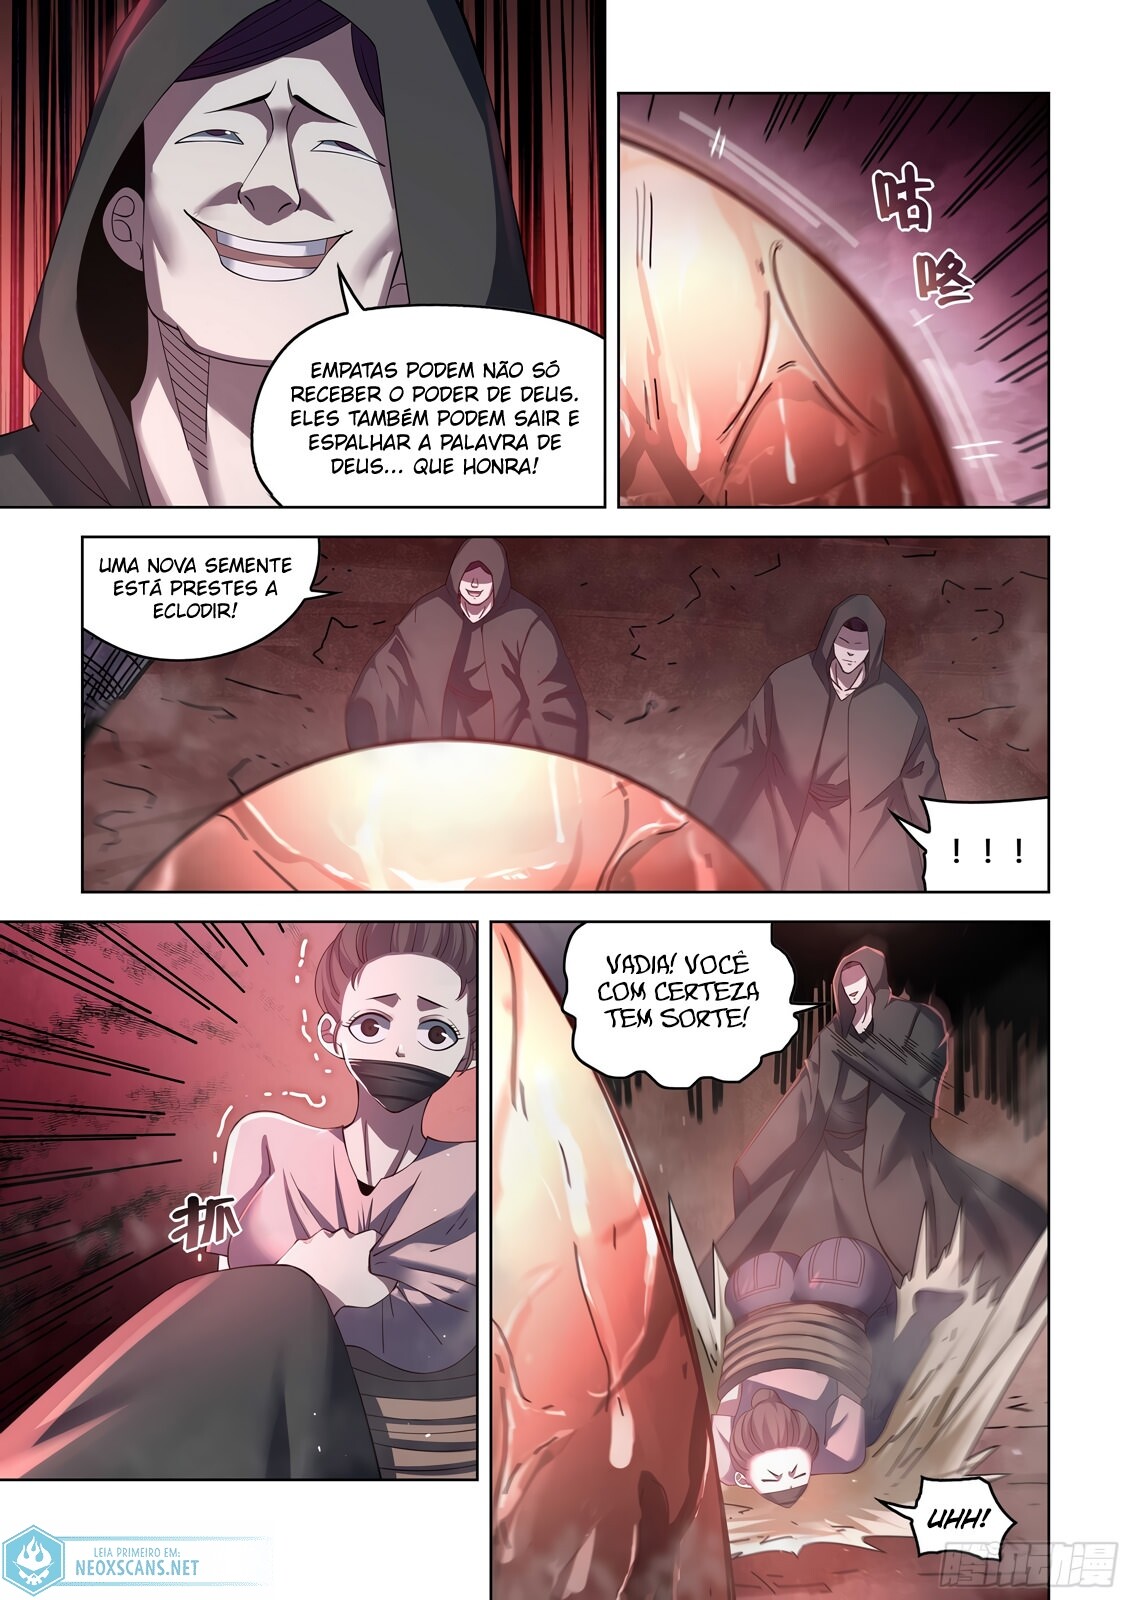 EMPATAS PODEM NÃO SÓ
RECEBER O PODER DE DEUS.
ELES TAMBÉM PODEM SAIR E
ESPALHAR A PALAVRA DE
DEUS... QUE HONRA!
咕
咚
UMA NOVA SEMENTE
ESTÁ PRESTES A
ECLODIR!
!!!
抓
VADIA! VOCÊ
COM CERTEZA
TEM SORTE!
UHH!
LEIA PRIMEIRO EM:
NEOXSCANS.NET
腾讯动漫